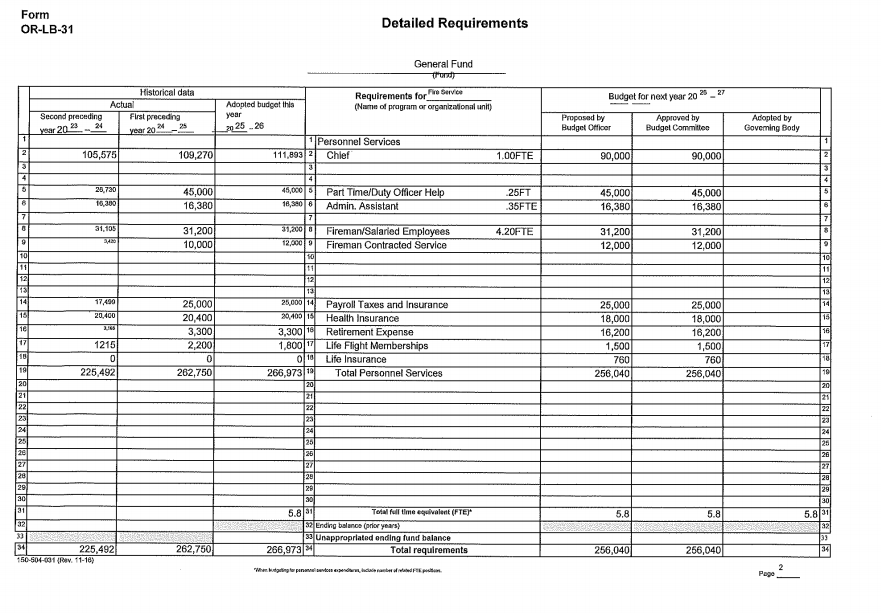 Form
OR-LB-31
Detailed Requirements
General Fund
(Fund)
Historical data
Requirements for Fire Service
(Name of program or organizational unit)
Budget for next year 20 26 – 27
Actual
Adopted budget this year 20 25 – 26
Second preceding year 20 23 – 24
First preceding year 20 24 – 25
Proposed by Budget Officer
Approved by Budget Committee
Adopted by Governing Body
1 1 Personnel Services 1
2 105,575 109,270 111,893 2 Chief 1.00FTE 90,000 90,000 2
3 3 3
4 4 4
5 26,730 45,000 45,000 5 Part Time/Duty Officer Help .25FT 45,000 45,000 5
6 16,380 16,380 16,380 6 Admin. Assistant .35FTE 16,380 16,380 6
7 7 7
8 31,105 31,200 31,200 8 Fireman/Salaried Employees 4.20FTE 31,200 31,200 8
9 10,000 12,000 9 Fireman Contracted Service 12,000 12,000 9
10 10 10
11 11 11
12 12 12
13 13 13
14 17,499 25,000 25,000 14 Payroll Taxes and Insurance 25,000 25,000 14
15 20,400 20,400 20,400 15 Health Insurance 18,000 18,000 15
16 3,300 3,300 16 Retirement Expense 16,200 16,200 16
17 1215 2,200 1,800 17 Life Flight Memberships 1,500 1,500 17
18 0 0 0 18 Life Insurance 760 760 18
19 225,492 262,750 266,973 19 Total Personnel Services 256,040 256,040 19
20 20 20
21 21 21
22 22 22
23 23 23
24 24 24
25 25 25
26 26 26
27 27 27
28 28 28
29 29 29
30 30 30
31 5.8 31 Total full time equivalent (FTE)* 5.8 5.8 5.8 31
32 32 Ending balance (prior years) 32
33 33 Unappropriated ending fund balance 33
34 225,492 262,750 266,973 34 Total requirements 256,040 256,040 34
150-504-031 (Rev. 11-16)
*When budgeting for personnel services expenditures, include number of related FTE positions.
Page 2